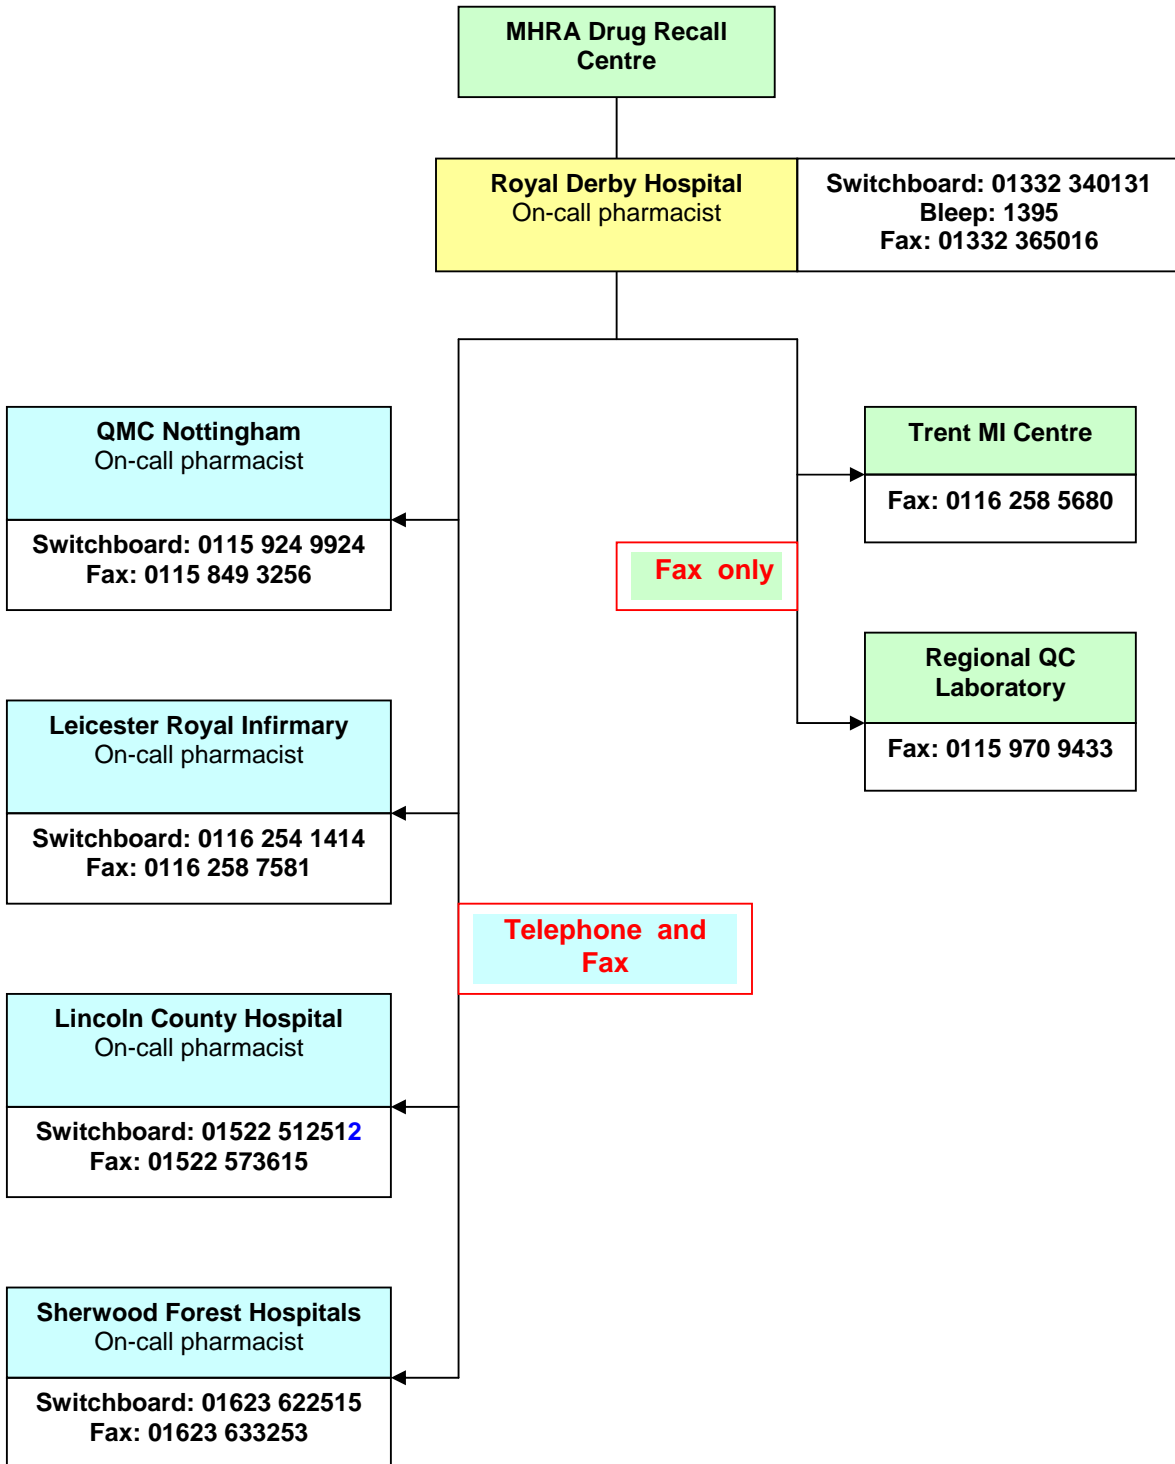 MHRA Drug Recall
Centre
Royal Derby Hospital
On-call pharmacist
Switchboard: 01332 340131
Bleep: 1395
Fax: 01332 365016
QMC Nottingham
On-call pharmacist
Switchboard: 0115 924 9924
Fax: 0115 849 3256
Trent MI Centre
Fax: 0116 258 5680
Fax only
Regional QC
Laboratory
Fax: 0115 970 9433
Leicester Royal Infirmary
On-call pharmacist
Switchboard: 0116 254 1414
Fax: 0116 258 7581
Telephone and
Fax
Lincoln County Hospital
On-call pharmacist
Switchboard: 01522 512512
Fax: 01522 573615
Sherwood Forest Hospitals
On-call pharmacist
Switchboard: 01623 622515
Fax: 01623 633253